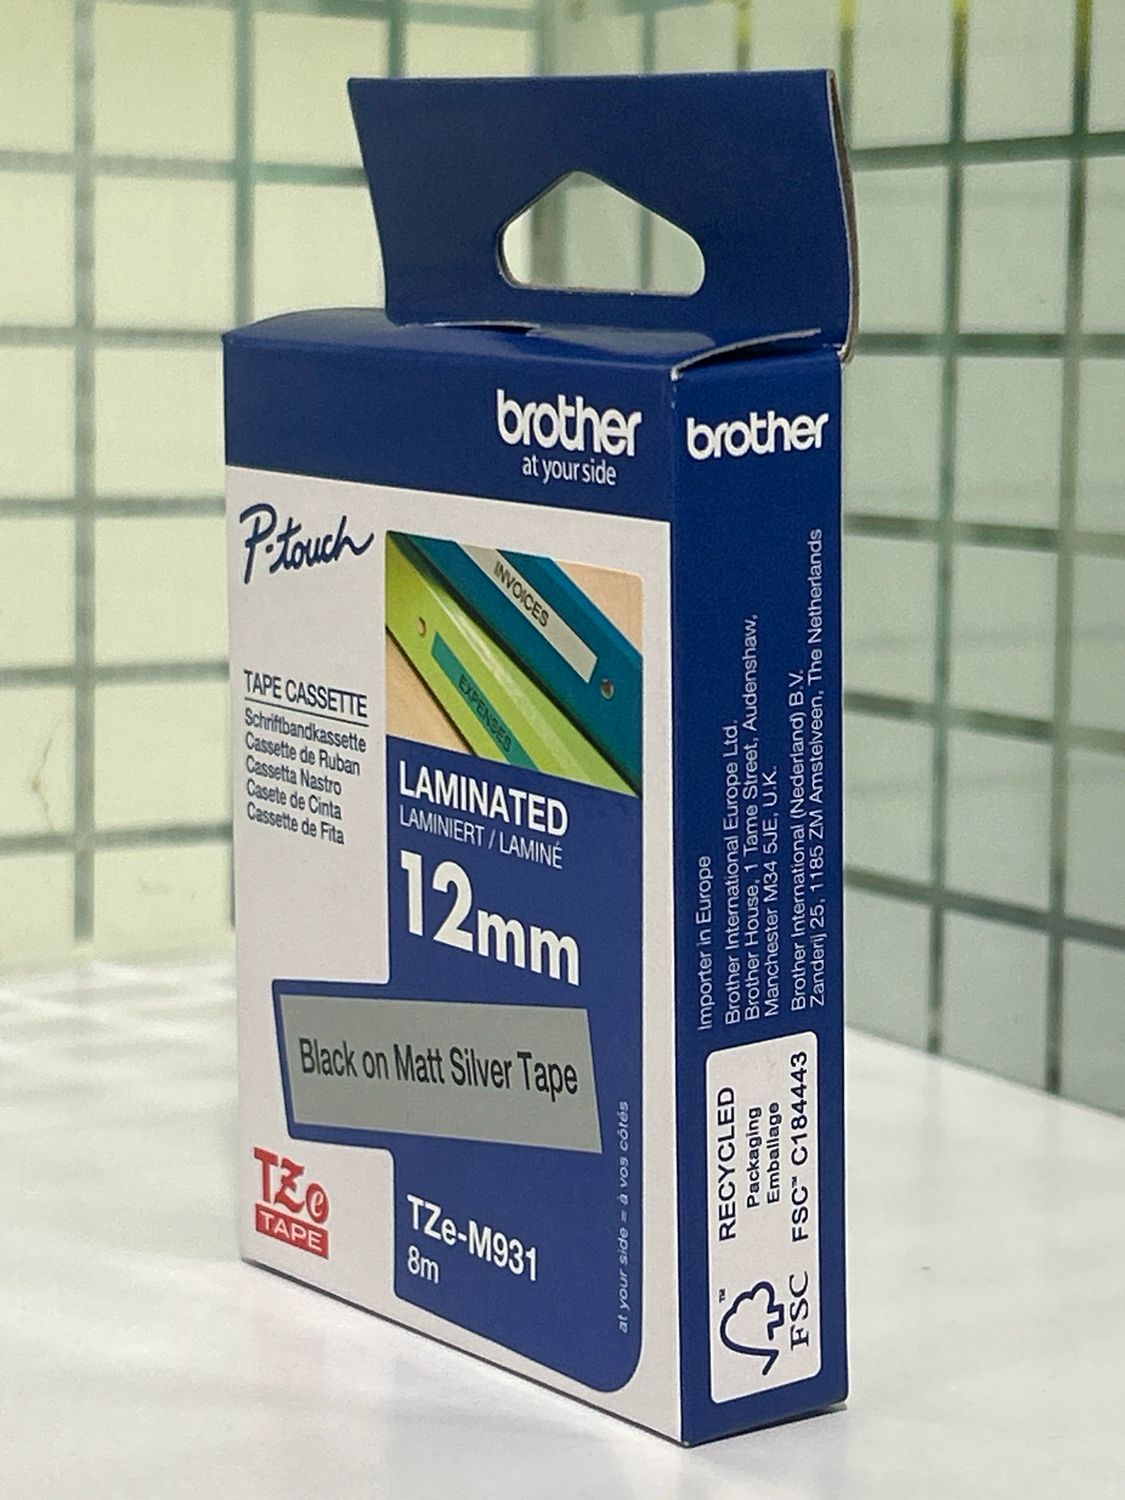 brother
at your side
P-touch
INVOICES
EXPENSES
TAPE CASSETTE
Schriftbandkassette
Cassette de Ruban
Cassetta Nastro
Casete de Cinta
Cassette de Fita
LAMINATED
LAMINIERT / LAMINÉ
12mm
Black on Matt Silver Tape
TZe
TAPE
TZe-M931
8m
at your side = à vos côtés
brother
Importer in Europe
Brother International Europe Ltd.
Brother House, 1 Tame Street, Audenshaw,
Manchester M34 5JE, U.K.
Brother International (Nederland) B.V.
Zanderij 25, 1185 ZM Amstelveen, The Netherlands
™
FSC
RECYCLED
Packaging
Emballage
FSC™ C184443